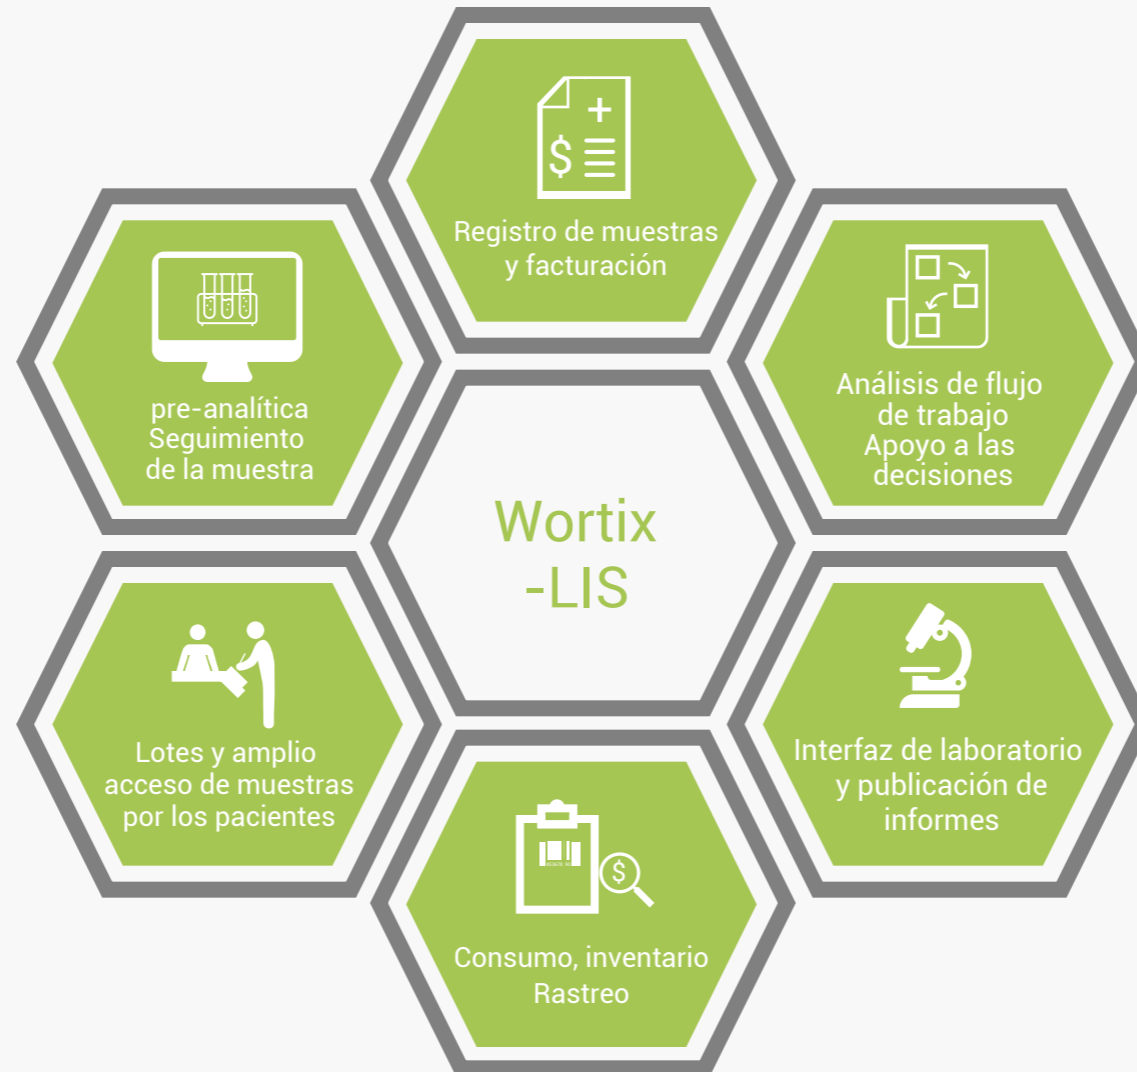 Registro de muestras
y facturación
pre-analítica
Seguimiento
de la muestra
Análisis de flujo
de trabajo
Apoyo a las
decisiones
Wortix
-LIS
Lotes y amplio
acceso de muestras
por los pacientes
Interfaz de laboratorio
y publicación de
informes
Consumo, inventario
Rastreo